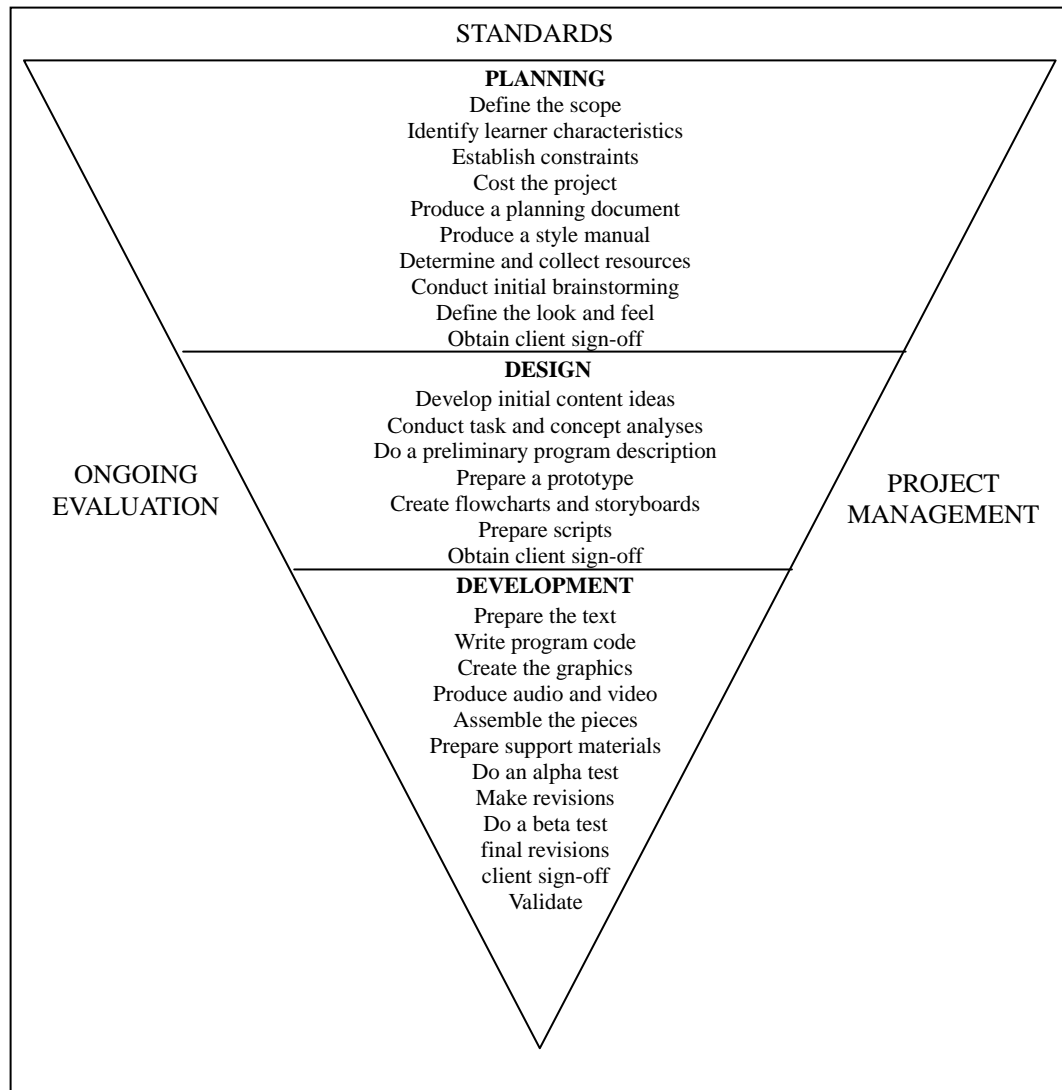 STANDARDS
PLANNING
Define the scope
Identify learner characteristics
Establish constraints
Cost the project
Produce a planning document
Produce a style manual
Determine and collect resources
Conduct initial brainstorming
Define the look and feel
Obtain client sign-off
DESIGN
Develop initial content ideas
Conduct task and concept analyses
Do a preliminary program description
Prepare a prototype
Create flowcharts and storyboards
Prepare scripts
Obtain client sign-off
ONGOING
EVALUATION
PROJECT
MANAGEMENT
DEVELOPMENT
Prepare the text
Write program code
Create the graphics
Produce audio and video
Assemble the pieces
Prepare support materials
Do an alpha test
Make revisions
Do a beta test
final revisions
client sign-off
Validate